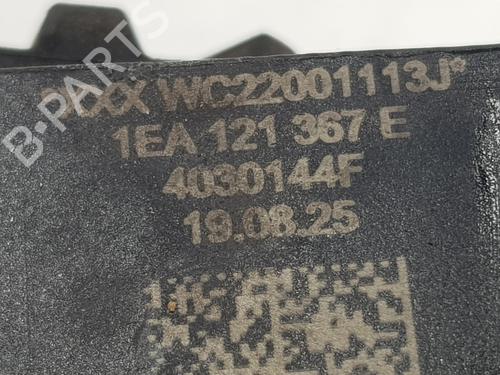 WC22001113J*
1EA 121 367 E
4030144F
19.08.25
B-PARTS